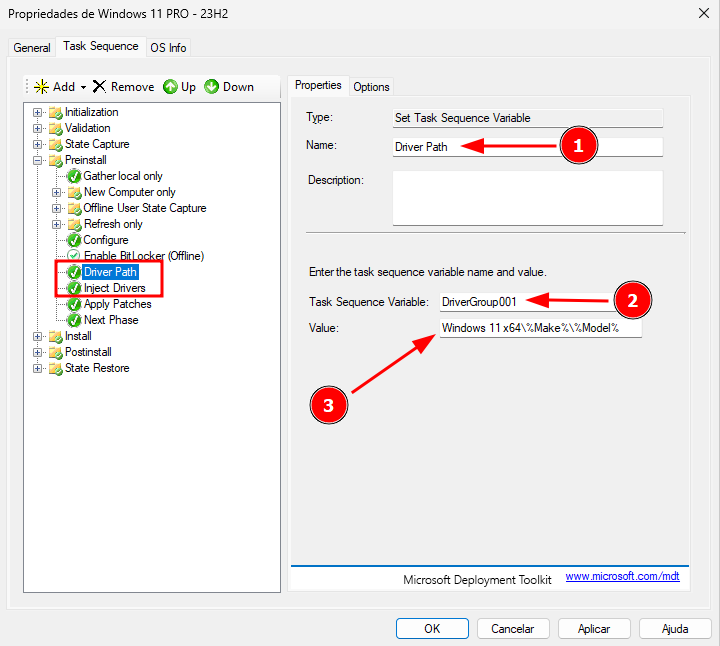 Propriedades de Windows 11 PRO - 23H2
General Task Sequence OS Info
Add Remove Up Down
Initialization
Validation
State Capture
Preinstall
Gather local only
New Computer only
Offline User State Capture
Refresh only
Configure
Enable BitLocker (Offline)
Driver Path
Inject Drivers
Apply Patches
Next Phase
Install
Postinstall
State Restore
Properties Options
Type: Set Task Sequence Variable
Name: Driver Path 1
Description:
Enter the task sequence variable name and value.
Task Sequence Variable: DriverGroup001 2
Value: Windows 11 x64\%Make%\%Model%
3
Microsoft Deployment Toolkit www.microsoft.com/mdt
OK Cancelar Aplicar Ajuda